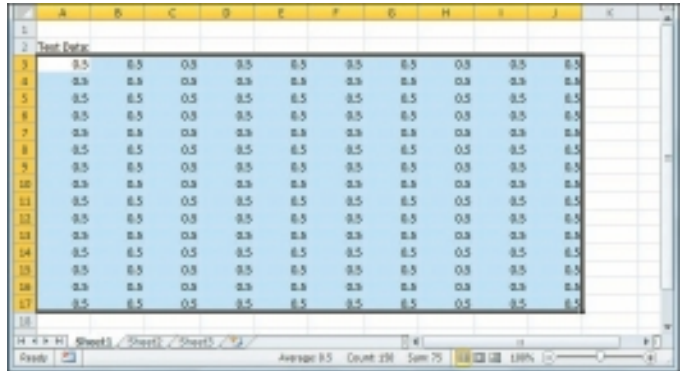 A B C D E F G H I J K
1
2 Test Data:
3 0.5 0.5 0.5 0.5 0.5 0.5 0.5 0.5 0.5 0.5
4 0.5 0.5 0.5 0.5 0.5 0.5 0.5 0.5 0.5 0.5
5 0.5 0.5 0.5 0.5 0.5 0.5 0.5 0.5 0.5 0.5
6 0.5 0.5 0.5 0.5 0.5 0.5 0.5 0.5 0.5 0.5
7 0.5 0.5 0.5 0.5 0.5 0.5 0.5 0.5 0.5 0.5
8 0.5 0.5 0.5 0.5 0.5 0.5 0.5 0.5 0.5 0.5
9 0.5 0.5 0.5 0.5 0.5 0.5 0.5 0.5 0.5 0.5
10 0.5 0.5 0.5 0.5 0.5 0.5 0.5 0.5 0.5 0.5
11 0.5 0.5 0.5 0.5 0.5 0.5 0.5 0.5 0.5 0.5
12 0.5 0.5 0.5 0.5 0.5 0.5 0.5 0.5 0.5 0.5
13 0.5 0.5 0.5 0.5 0.5 0.5 0.5 0.5 0.5 0.5
14 0.5 0.5 0.5 0.5 0.5 0.5 0.5 0.5 0.5 0.5
15 0.5 0.5 0.5 0.5 0.5 0.5 0.5 0.5 0.5 0.5
16 0.5 0.5 0.5 0.5 0.5 0.5 0.5 0.5 0.5 0.5
17 0.5 0.5 0.5 0.5 0.5 0.5 0.5 0.5 0.5 0.5
18
Sheet1 Sheet2 Sheet3
Ready Average: 0.5 Count: 150 Sum: 75 100%